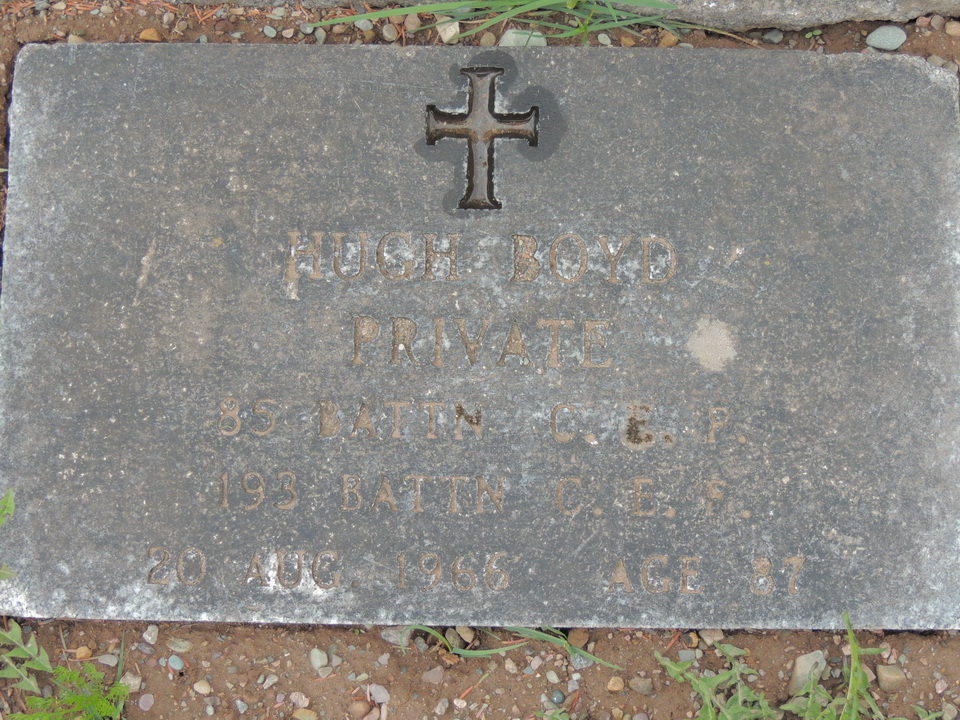 HUGH BOYD
PRIVATE
85 BATTN C. E. F.
193 BATTN C. E. F.
20 AUG. 1966 AGE 87